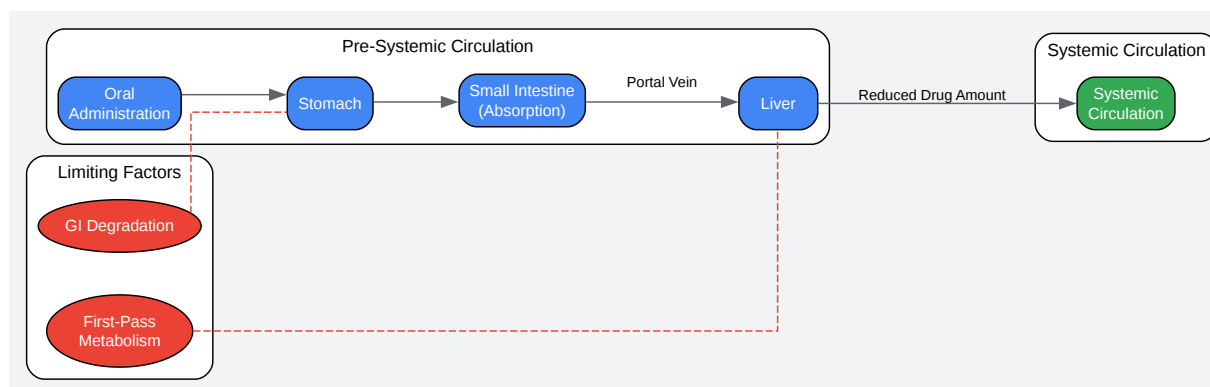 Pre-Systemic Circulation
Systemic Circulation
Oral
Administration
Stomach
Small Intestine
(Absorption)
Portal Vein
Liver
Reduced Drug Amount
Systemic
Circulation
Limiting Factors
GI Degradation
First-Pass
Metabolism